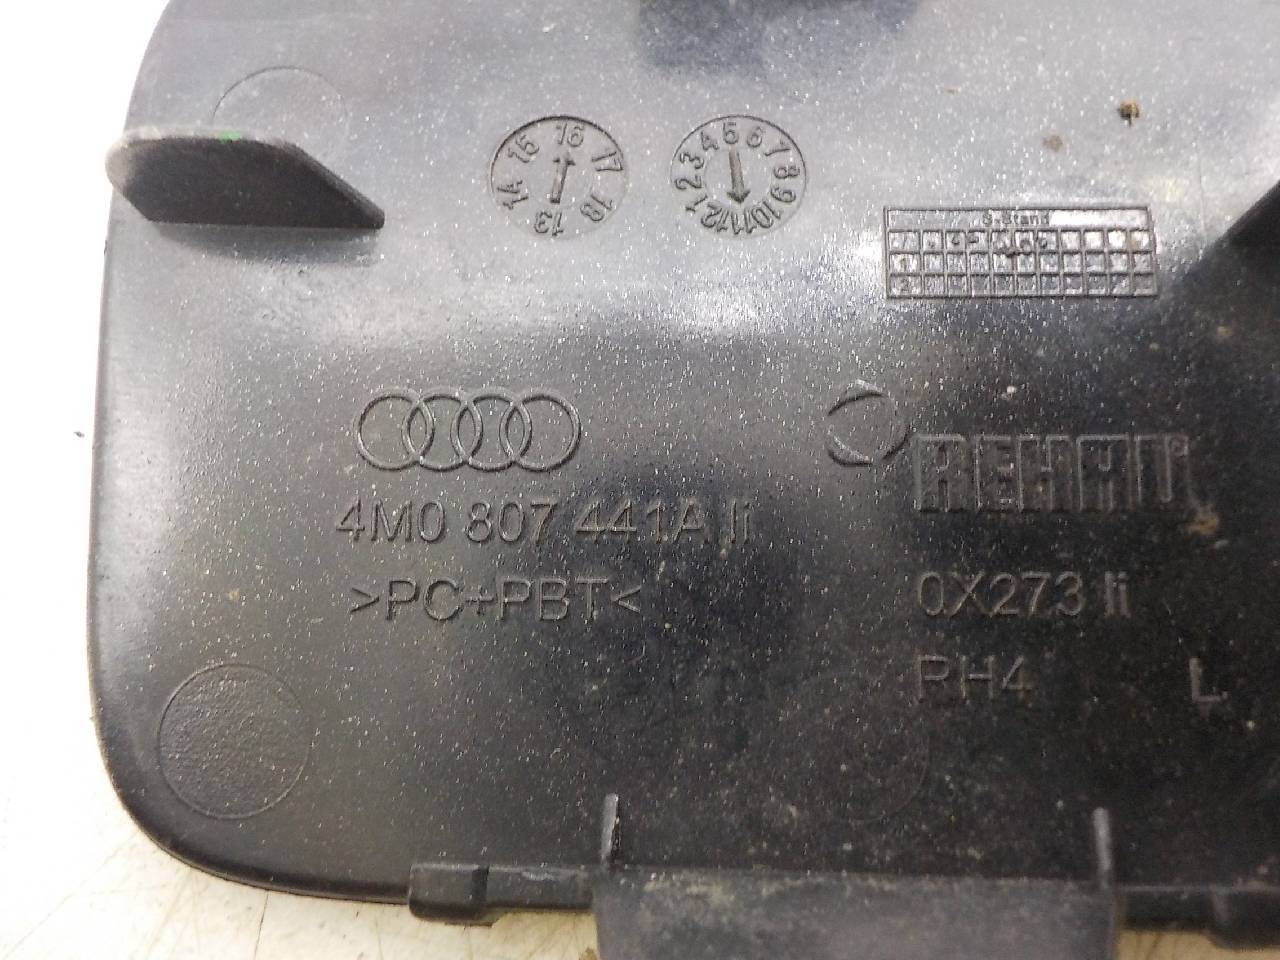 14 15 16 17 18 13
1 2 3 4 5 6 7 8 9 10 11 12
S-Stand
4M0 807 441A li
>PC+PBT<
REHAU
0X273 li
RH4 L